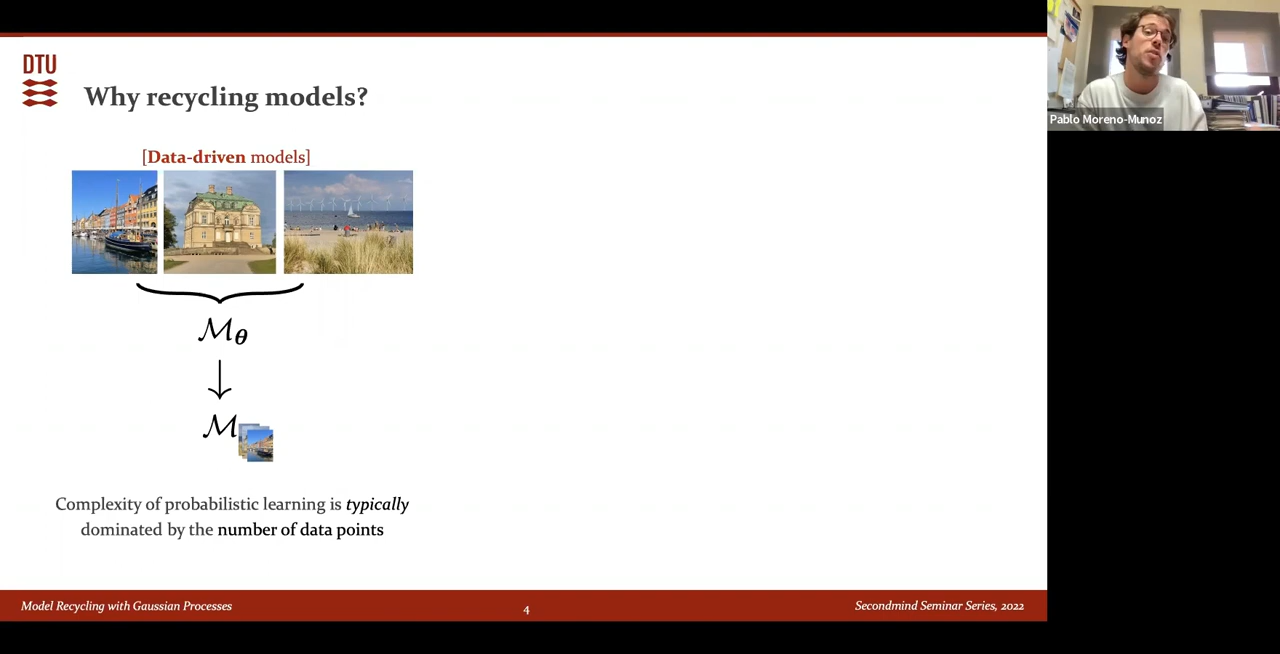 DTU
Why recycling models?
[Data-driven models]
ℳθ
ℳ
Complexity of probabilistic learning is typically
dominated by the number of data points
Model Recycling with Gaussian Processes
4
Secondmind Seminar Series, 2022
Pablo Moreno-Munoz